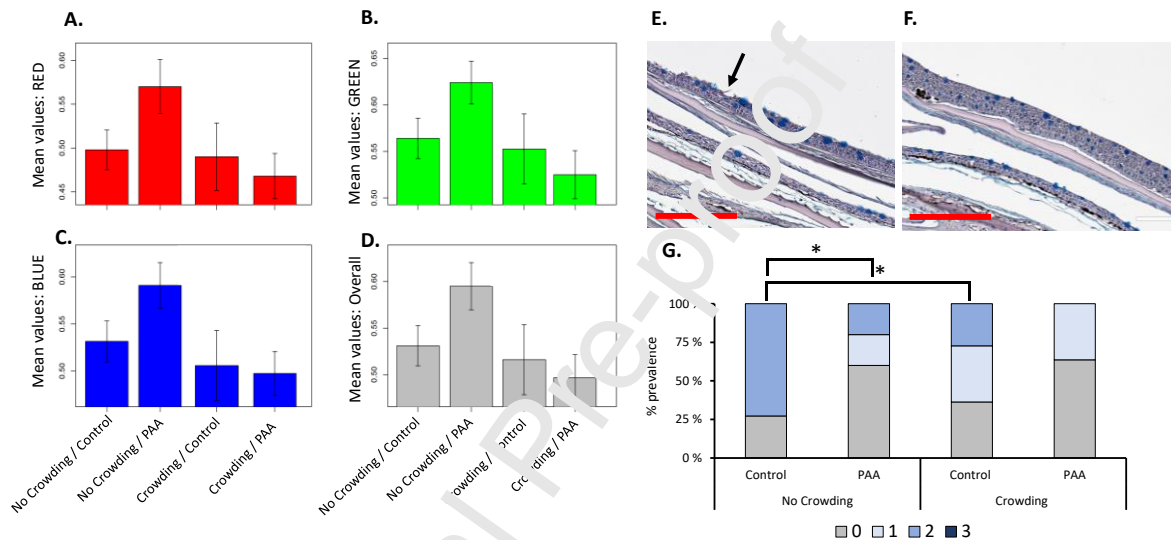 A.
Mean values: RED
0.60
0.55
0.50
0.45
B.
Mean values: GREEN
0.65
0.60
0.55
0.50
C.
Mean values: BLUE
0.60
0.55
0.50
No Crowding / Control
No Crowding / PAA
Crowding / Control
Crowding / PAA
D.
Mean values: Overall
0.60
0.55
0.50
No Crowding / Control
No Crowding / PAA
Crowding / PAA
E.
F.
G.
*
*
% prevalence
100 %
75 %
50 %
25 %
0 %
Control
PAA
Control
PAA
No Crowding
Crowding
0 1 2 3
Pre-proof